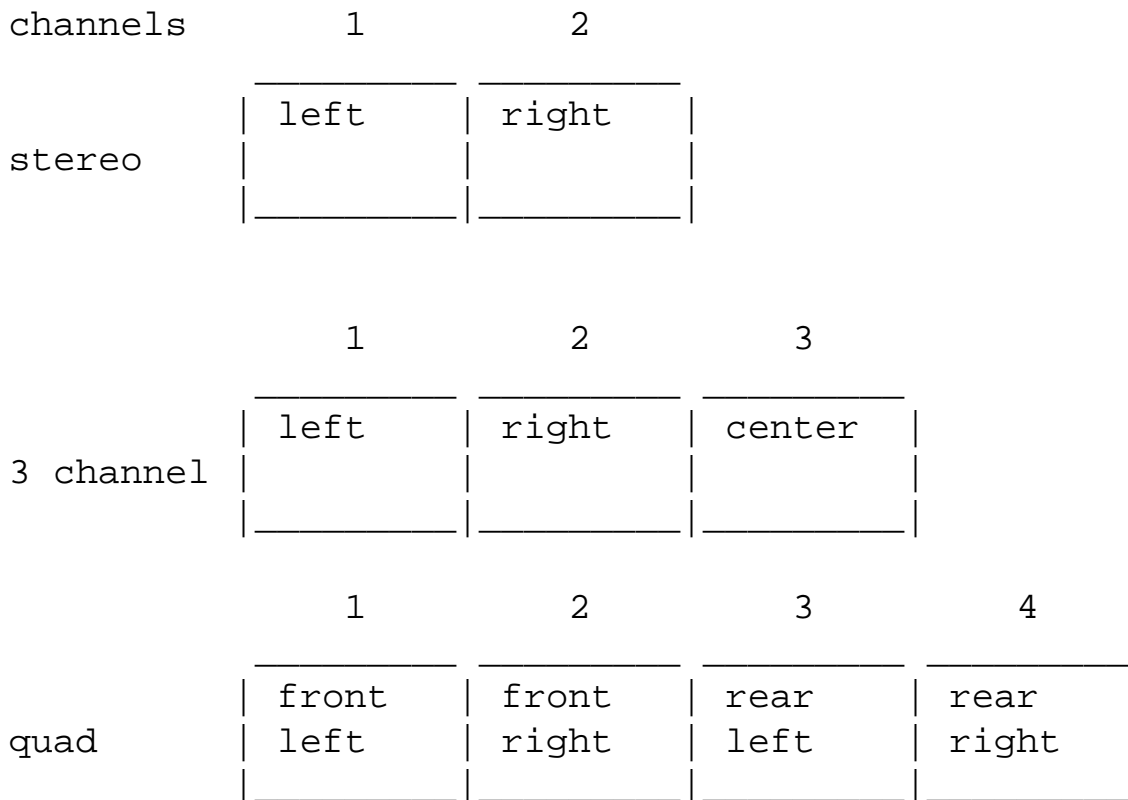 channels 1 2
left right
stereo
1 2 3
left right center
3 channel
1 2 3 4
front front rear rear
quad left right left right